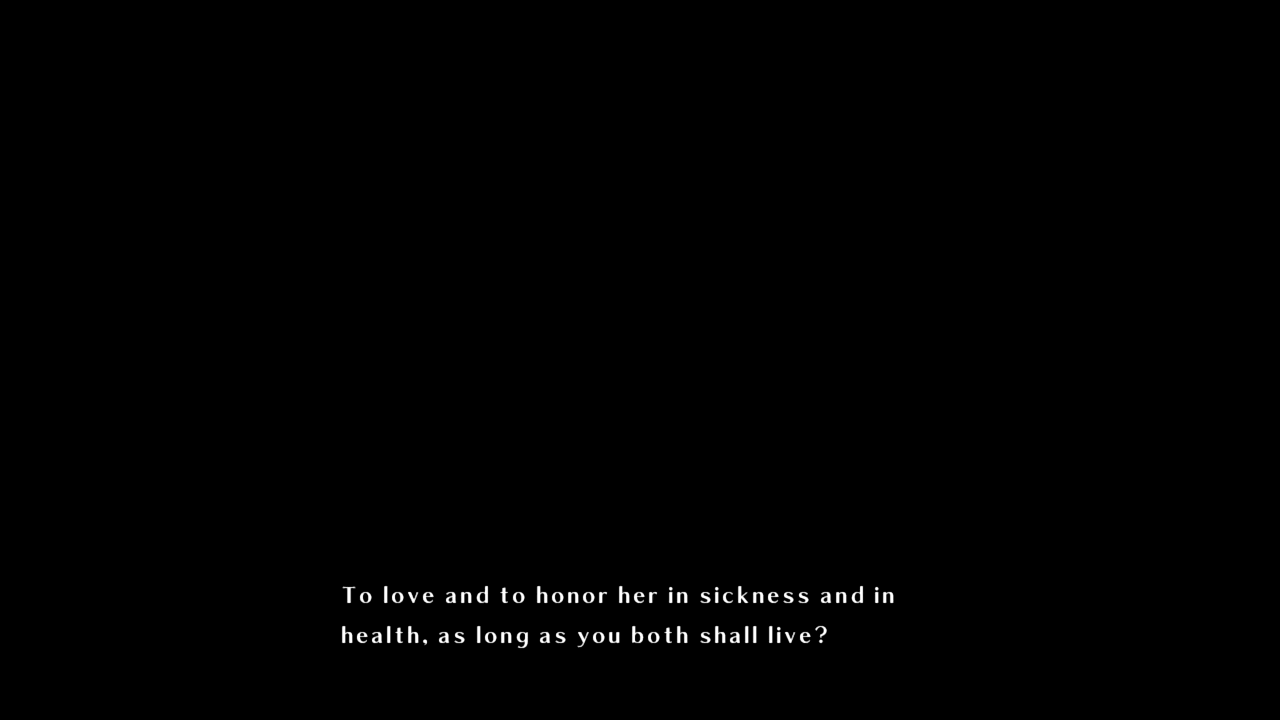 To love and to honor her in sickness and in
health, as long as you both shall live?